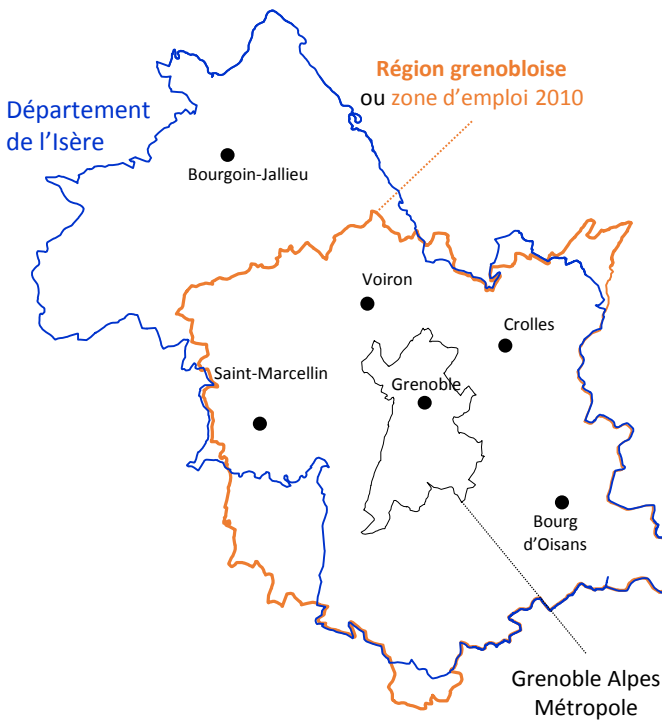 Région grenobloise
ou zone d’emploi 2010
Département
de l’Isère
Bourgoin-Jallieu
Voiron
Crolles
Saint-Marcellin
Grenoble
Bourg
d’Oisans
Grenoble Alpes
Métropole